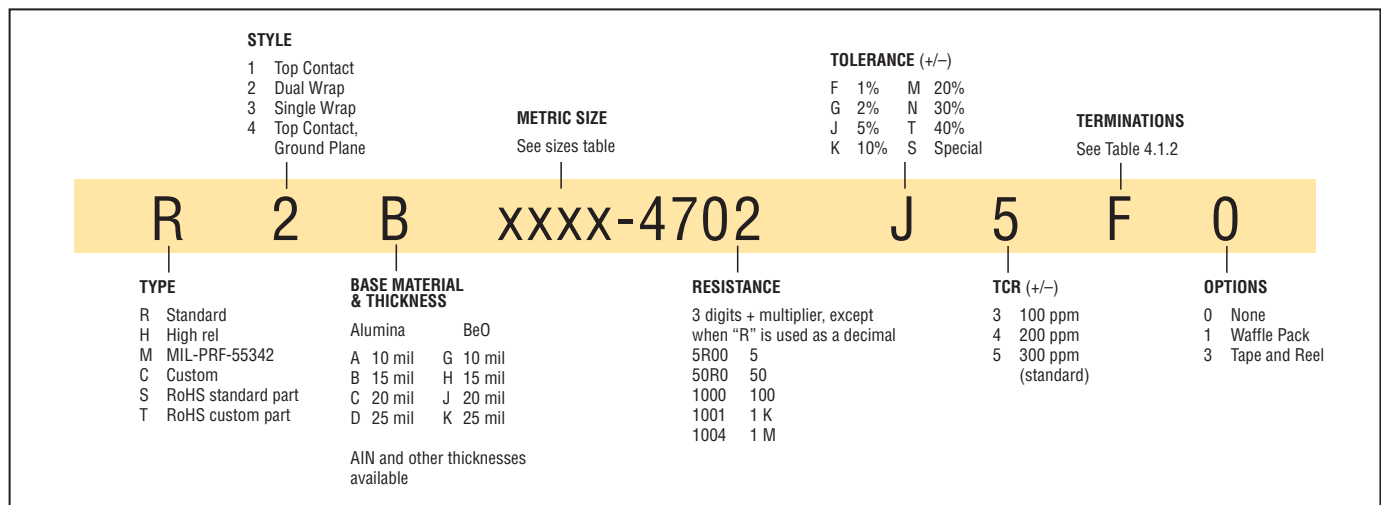 STYLE
1 Top Contact
2 Dual Wrap
3 Single Wrap
4 Top Contact,
Ground Plane
METRIC SIZE
See sizes table
TOLERANCE (+/–)
F 1% M 20%
G 2% N 30%
J 5% T 40%
K 10% S Special
TERMINATIONS
See Table 4.1.2
R 2 B xxxx-4702 J 5 F 0
TYPE
R Standard
H High rel
M MIL-PRF-55342
C Custom
S RoHS standard part
T RoHS custom part
BASE MATERIAL
& THICKNESS
Alumina BeO
A 10 mil G 10 mil
B 15 mil H 15 mil
C 20 mil J 20 mil
D 25 mil K 25 mil
AIN and other thicknesses
available
RESISTANCE
3 digits + multiplier, except
when “R” is used as a decimal
5R00 5
50R0 50
1000 100
1001 1 K
1004 1 M
TCR (+/–)
3 100 ppm
4 200 ppm
5 300 ppm
(standard)
OPTIONS
0 None
1 Waffle Pack
3 Tape and Reel